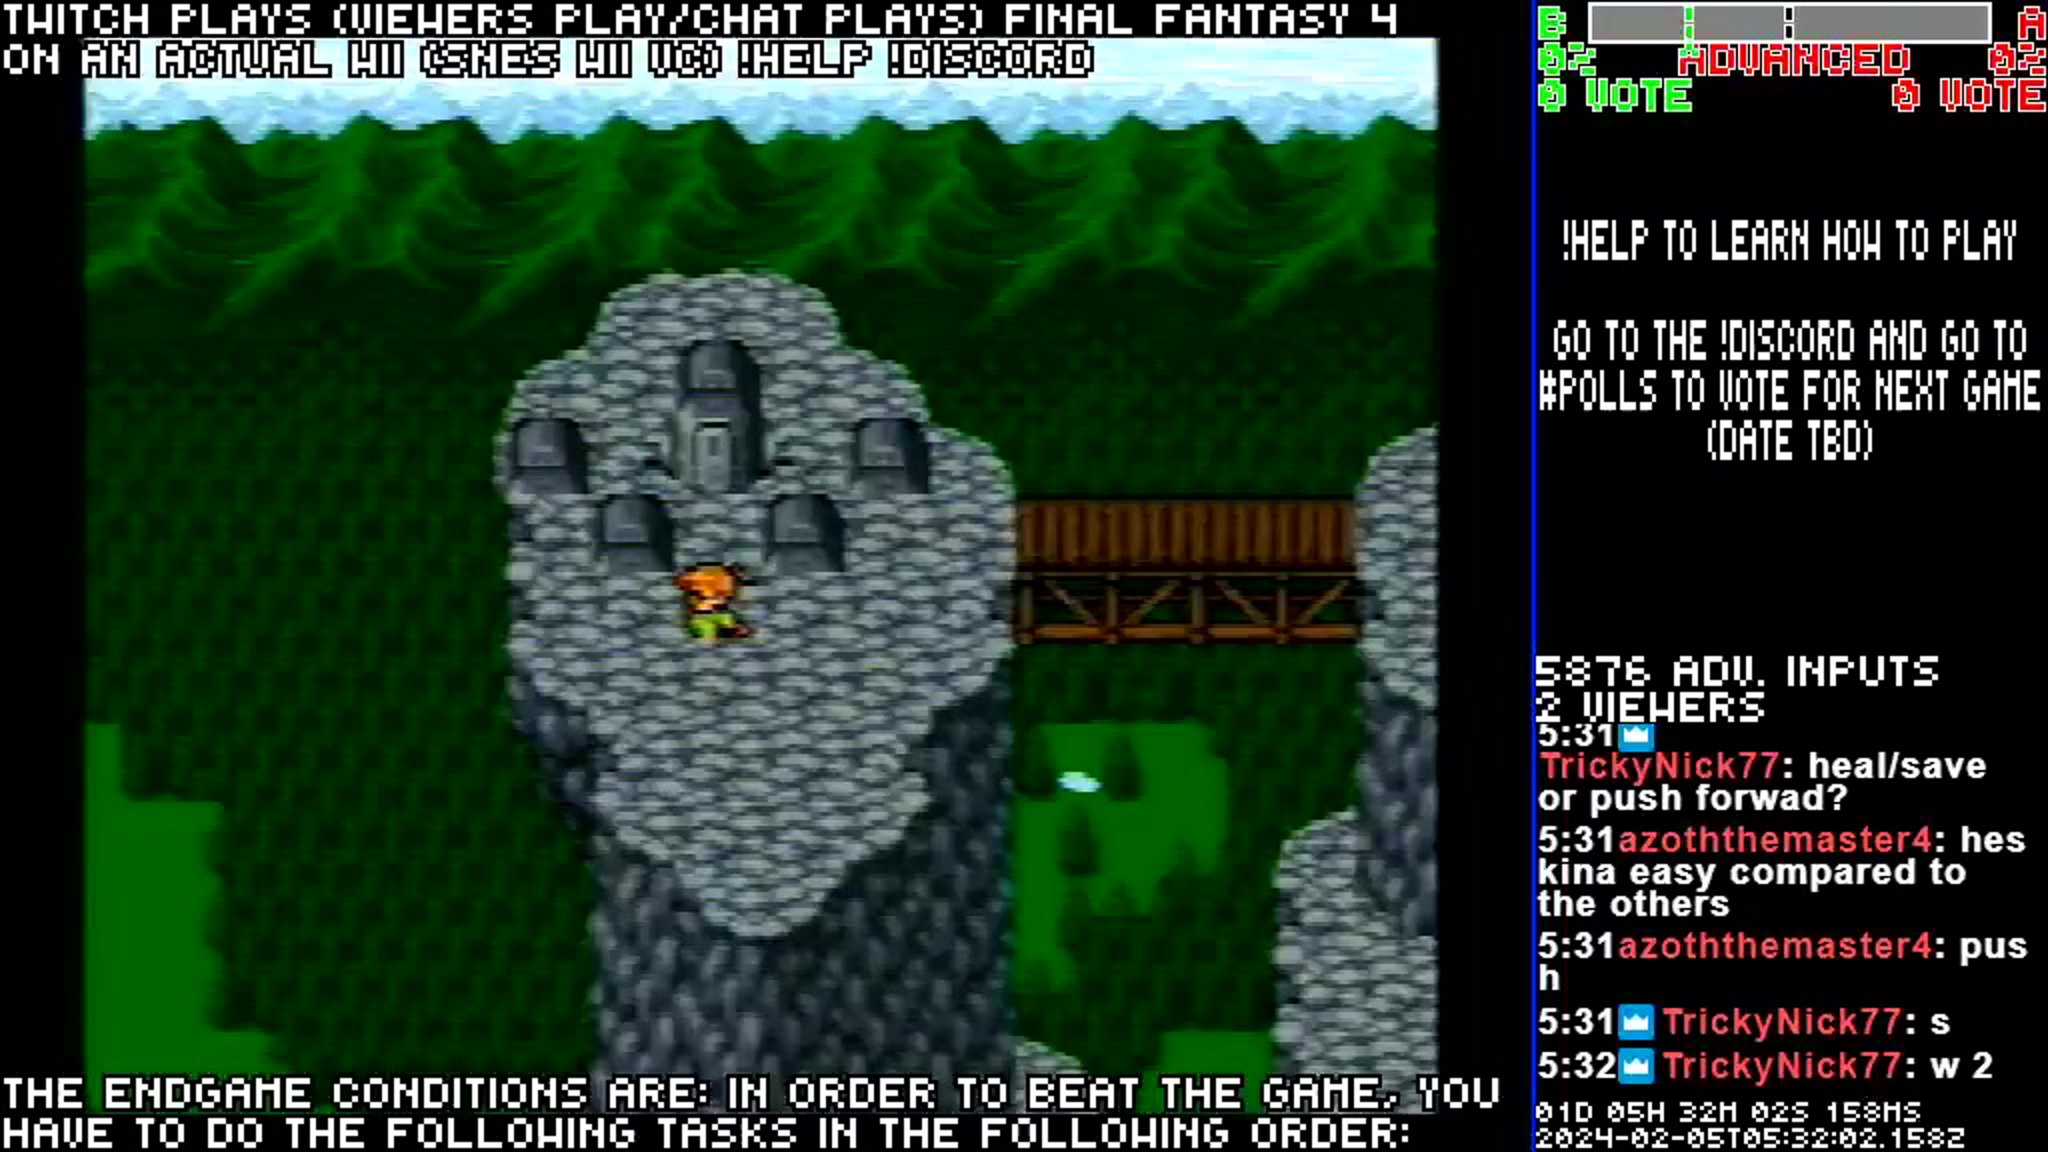 TWITCH PLAYS (VIEWERS PLAY/CHAT PLAYS) FINAL FANTASY 4
ON AN ACTUAL WII (SNES WII VC) !HELP !DISCORD
B A
0% ADVANCED 0%
0 VOTE 0 VOTE
!HELP TO LEARN HOW TO PLAY
GO TO THE !DISCORD AND GO TO
#POLLS TO VOTE FOR NEXT GAME
(DATE TBD)
5876 ADV. INPUTS
2 VIEWERS
5:31
TrickyNick77: heal/save
or push forwad?
5:31 azoththemaster4: hes
kina easy compared to
the others
5:31 azoththemaster4: pus
h
5:31 TrickyNick77: s
5:32 TrickyNick77: w 2
01D 05H 32M 02S 158MS
2024-02-05T05:32:02.158Z
THE ENDGAME CONDITIONS ARE: IN ORDER TO BEAT THE GAME, YOU
HAVE TO DO THE FOLLOWING TASKS IN THE FOLLOWING ORDER: